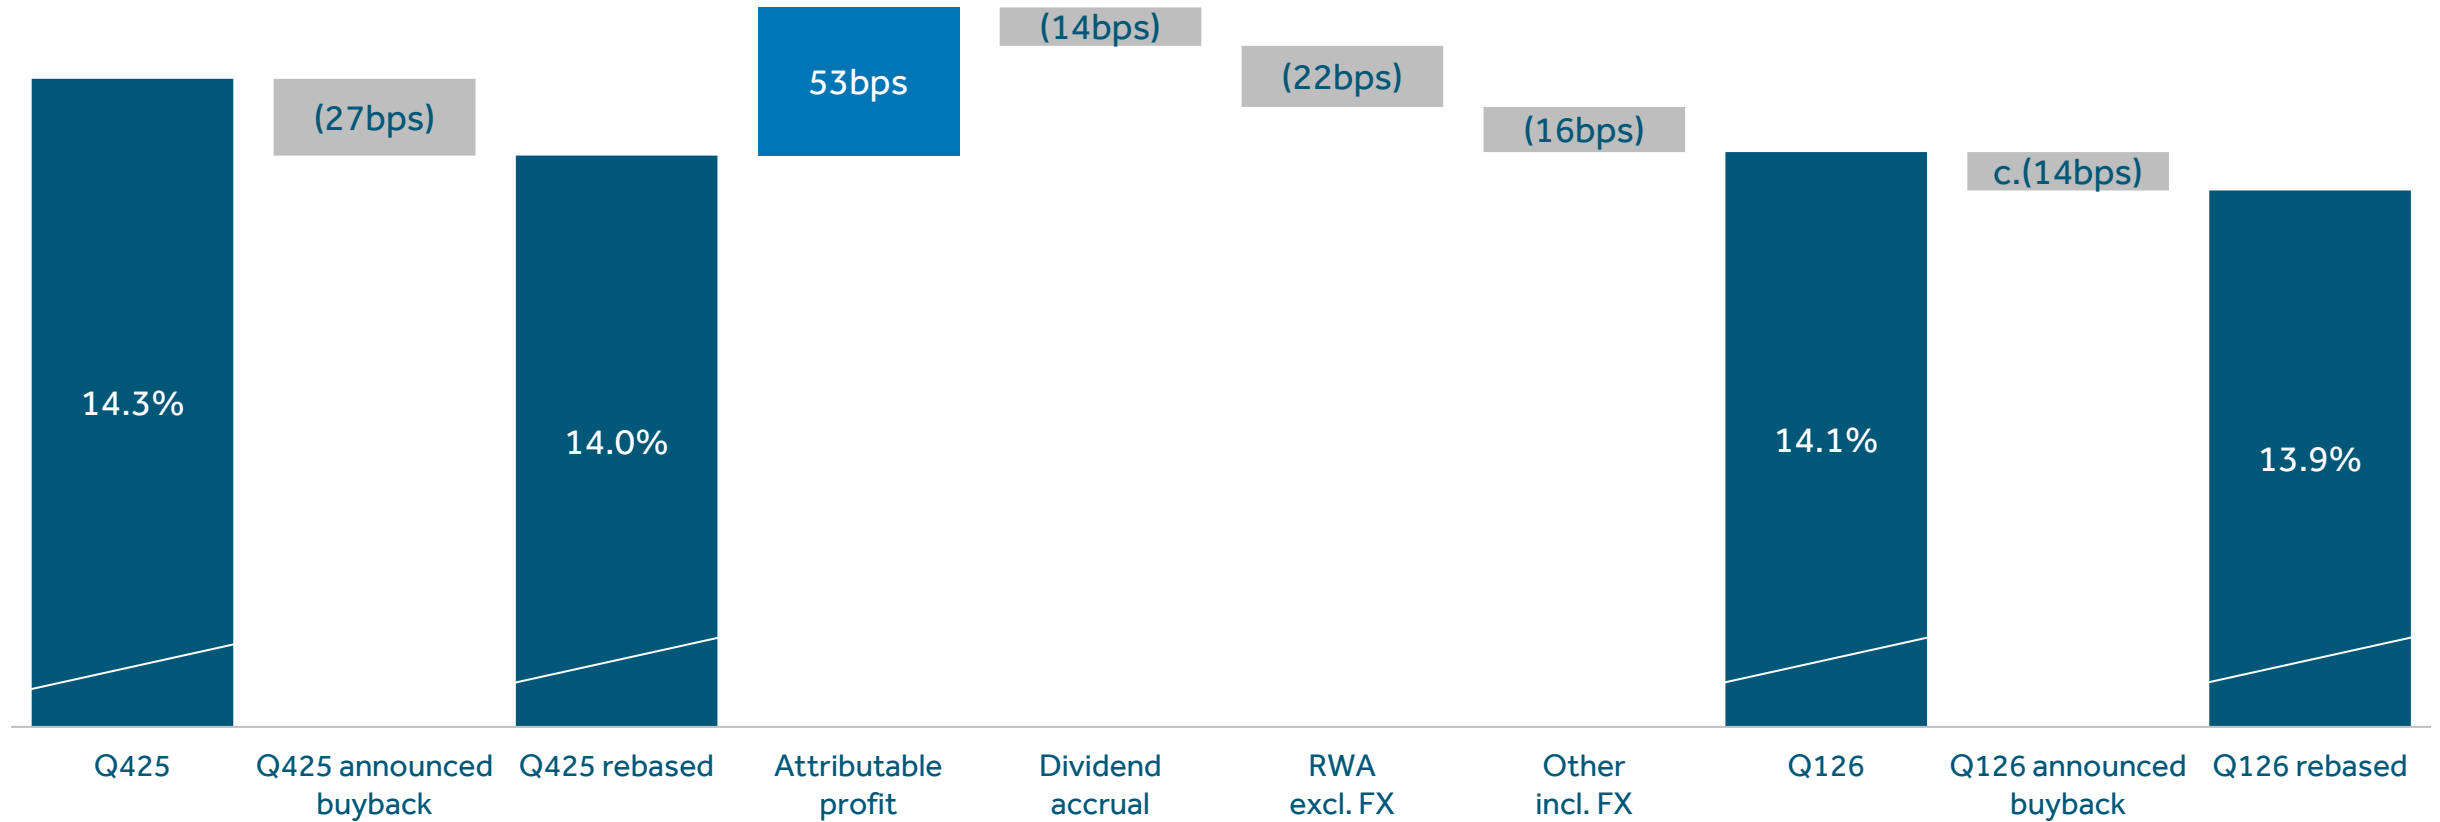 14.3%
(27bps)
14.0%
53bps
(14bps)
(22bps)
(16bps)
14.1%
c.(14bps)
13.9%
Q425
Q425 announced
buyback
Q425 rebased
Attributable
profit
Dividend
accrual
RWA
excl. FX
Other
incl. FX
Q126
Q126 announced
buyback
Q126 rebased